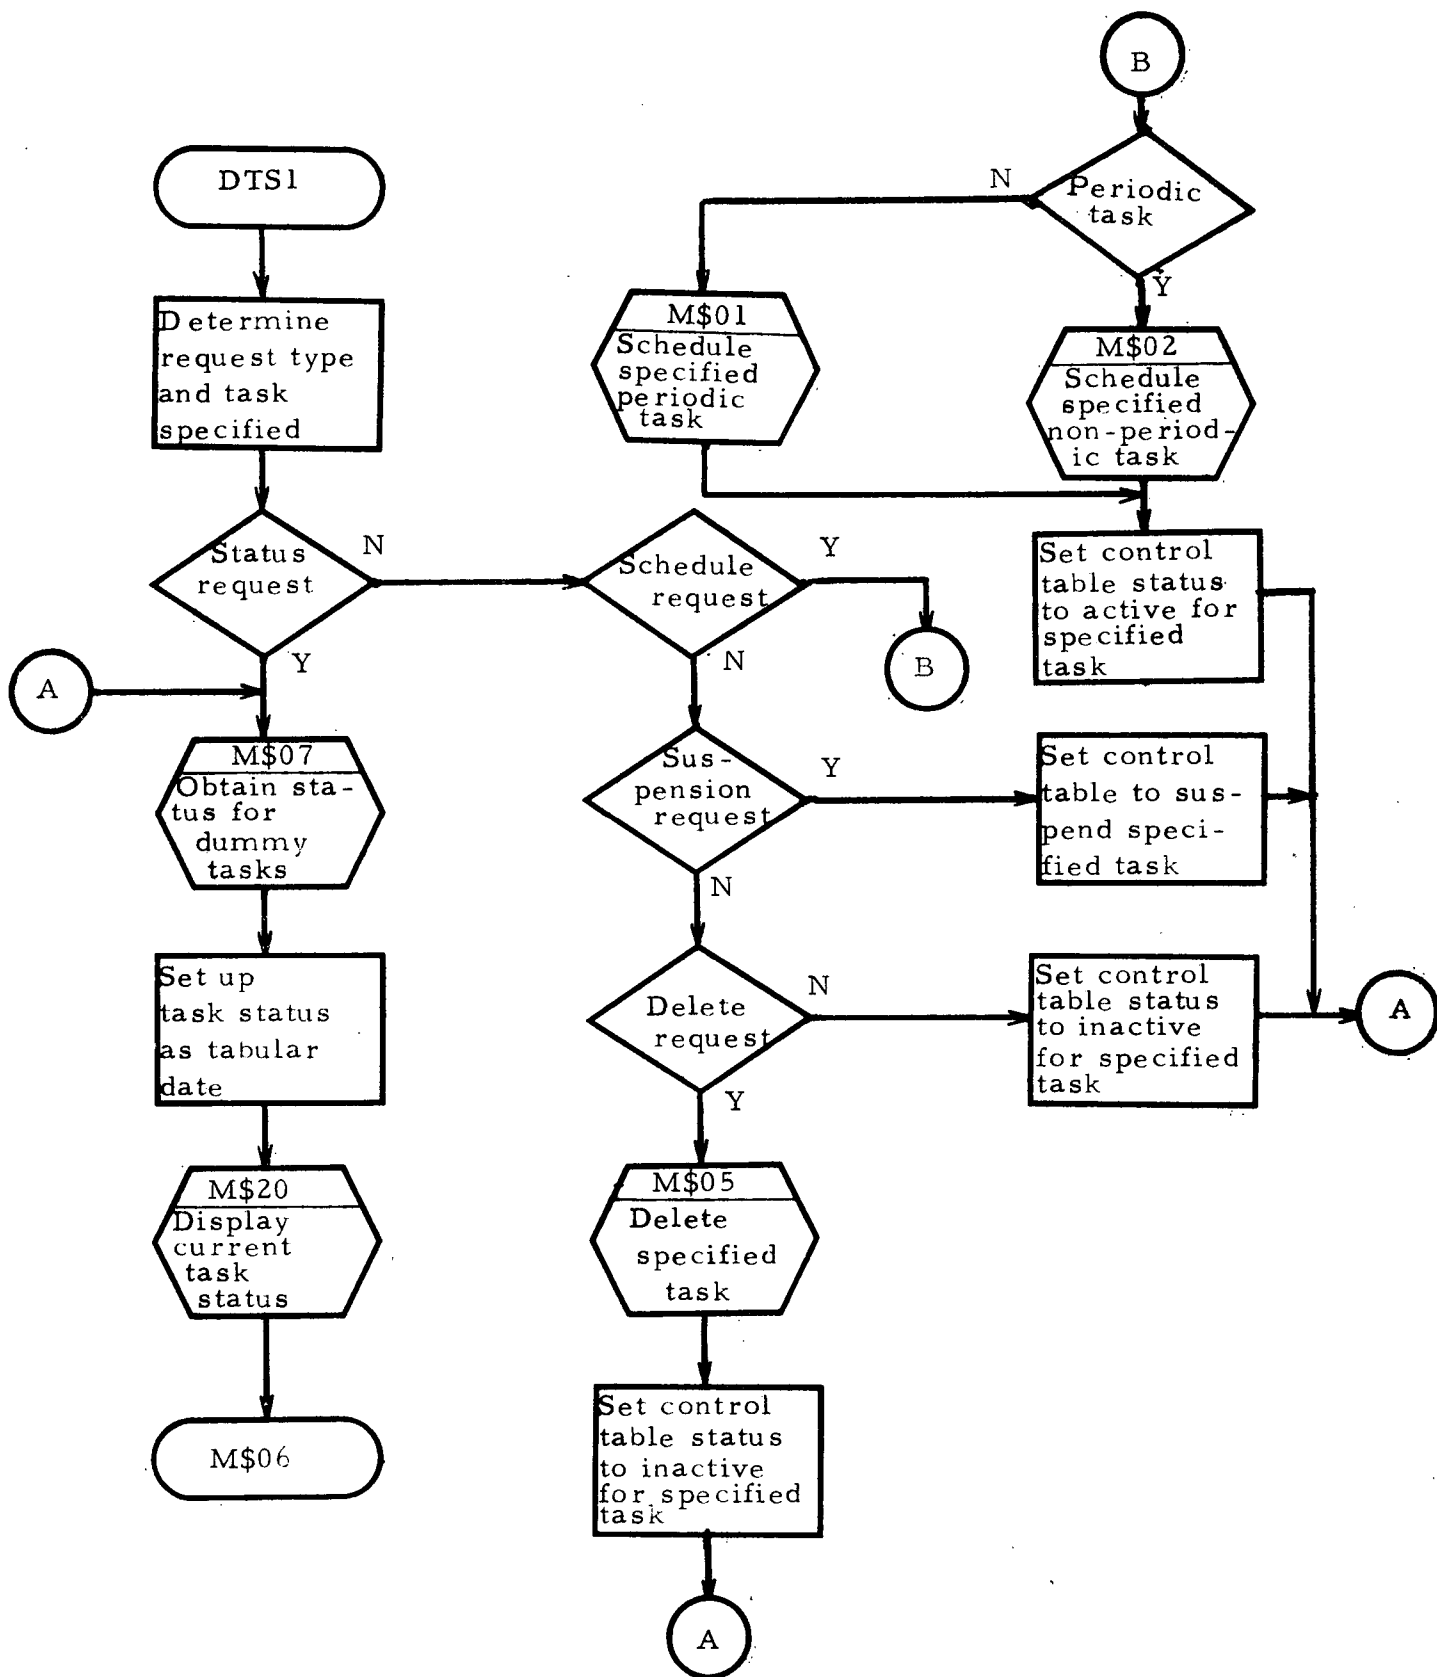 DTS1
Determine
request type
and task
specified
Status
request
N
Y
A
M$07
Obtain sta-
tus for
dummy
tasks
Set up
task status
as tabular
date
M$20
Display
current
task
status
M$06
Schedule
request
Y
B
N
Sus-
pension
request
Y
N
Delete
request
N
Y
M$05
Delete
specified
task
Set control
table status
to inactive
for specified
task
A
B
Periodic
task
N
Y
M$01
Schedule
specified
periodic
task
M$02
Schedule
specified
non-period-
ic task
Set control
table status
to active for
specified
task
Set control
table to sus-
pend speci-
fied task
Set control
table status
to inactive
for specified
task
A